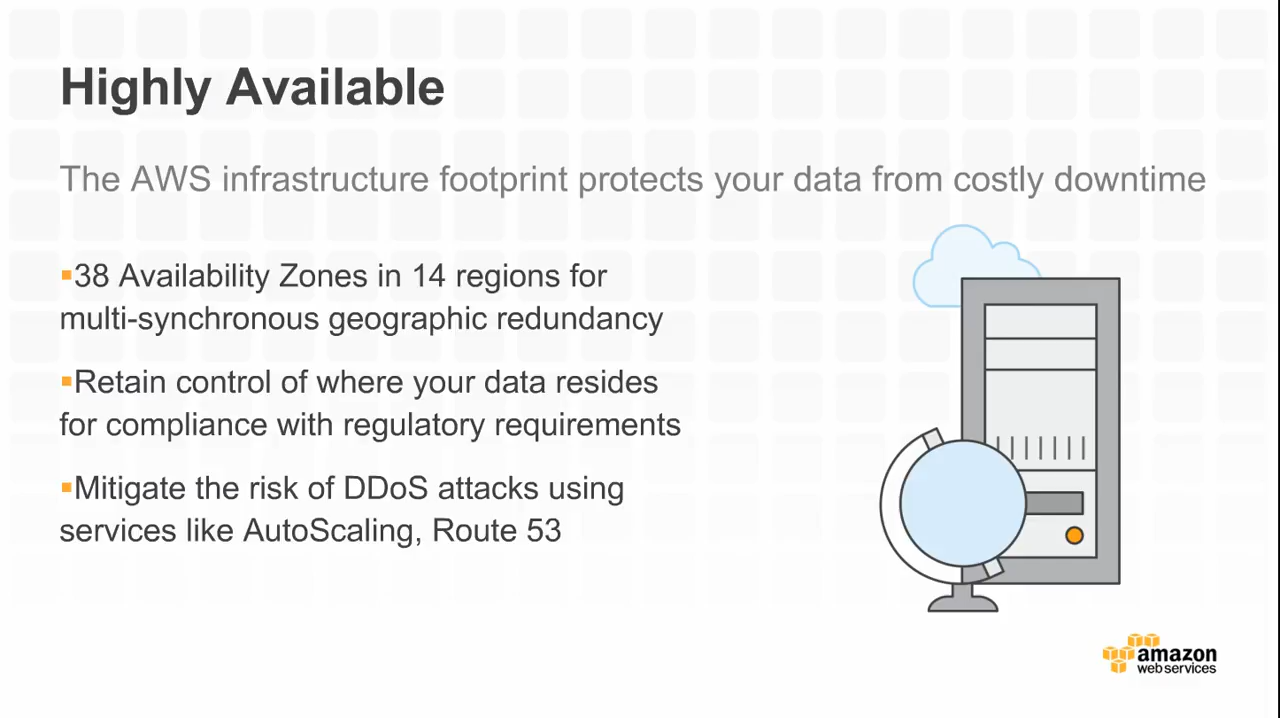 Highly Available
The AWS infrastructure footprint protects your data from costly downtime
▪38 Availability Zones in 14 regions for
multi-synchronous geographic redundancy
▪Retain control of where your data resides
for compliance with regulatory requirements
▪Mitigate the risk of DDoS attacks using
services like AutoScaling, Route 53
amazon
webservices